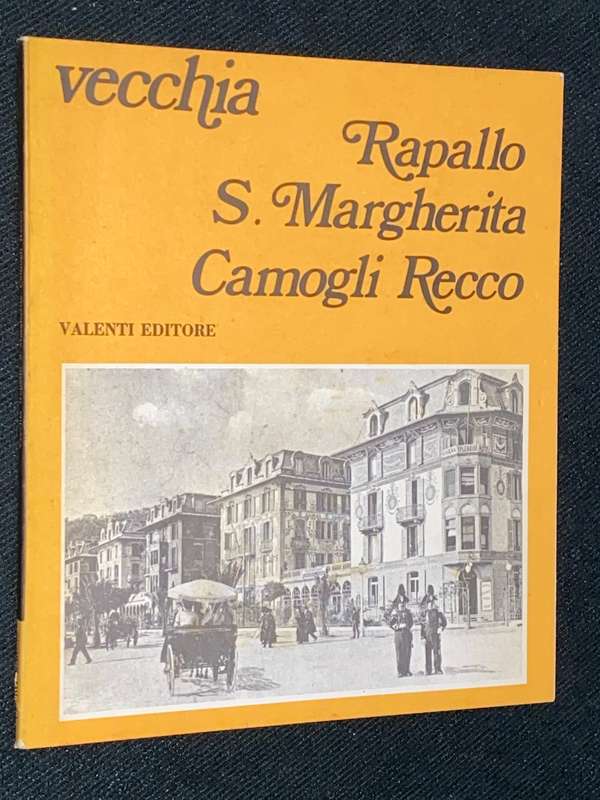 vecchia
Rapallo
S. Margherita
Camogli Recco
VALENTI EDITORE